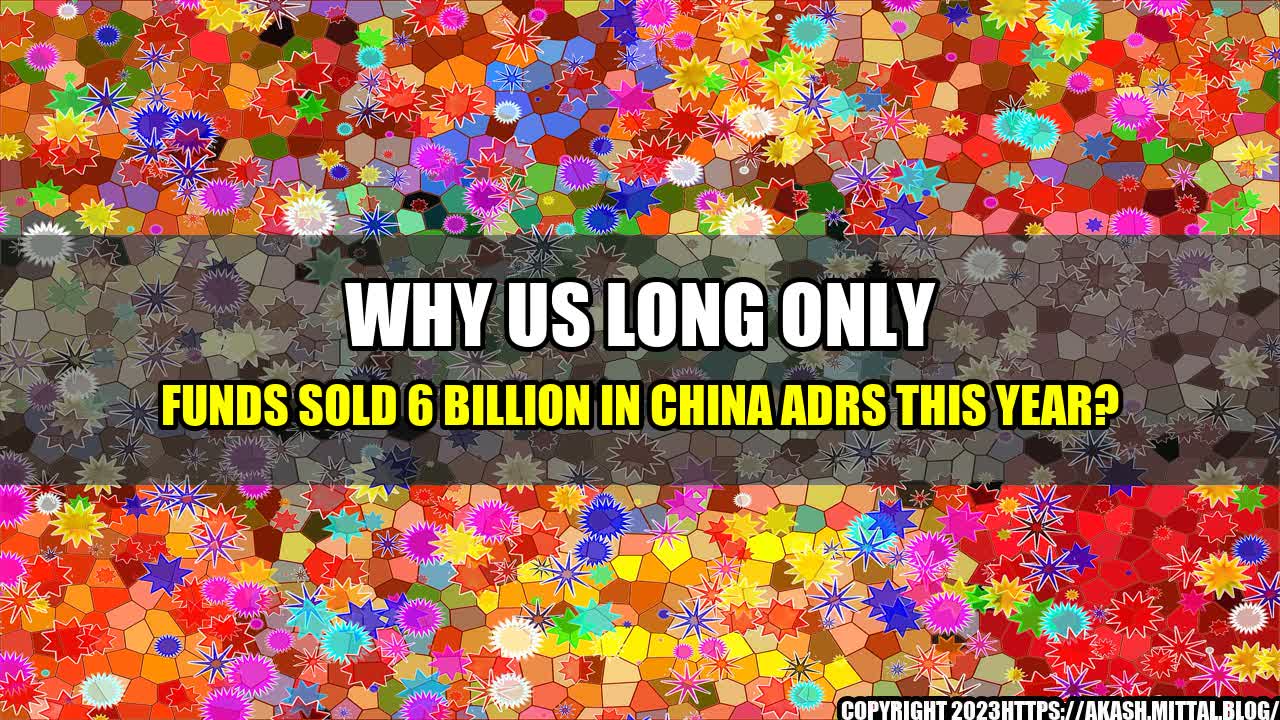 WHY US LONG ONLY
FUNDS SOLD 6 BILLION IN CHINA ADRS THIS YEAR?
COPYRIGHT 2023HTTPS://AKASH.MITTAL.BLOG/